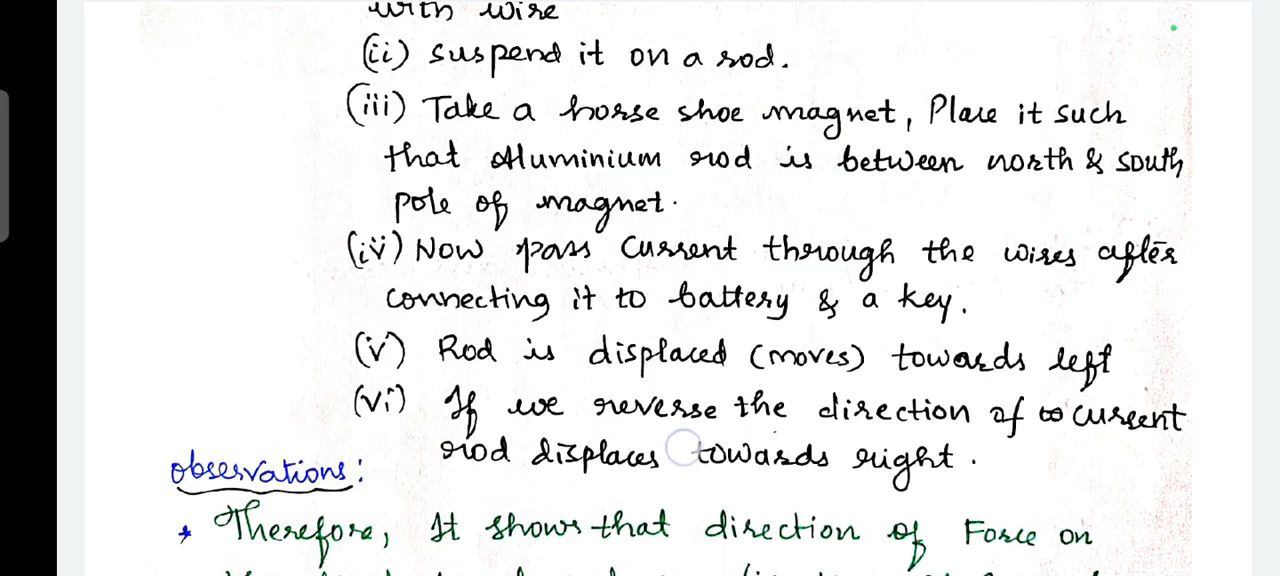 with wire
(ii) suspend it on a rod.
(iii) Take a horse shoe magnet, Place it such
that Aluminium rod is between north & south
pole of magnet.
(iv) Now pass current through the wires after
connecting it to battery & a key.
(v) Rod is displaced (moves) towards left
(vi) If we reverse the direction of current
rod displaces towards right.
observations:
* Therefore, It shows that direction of Force on